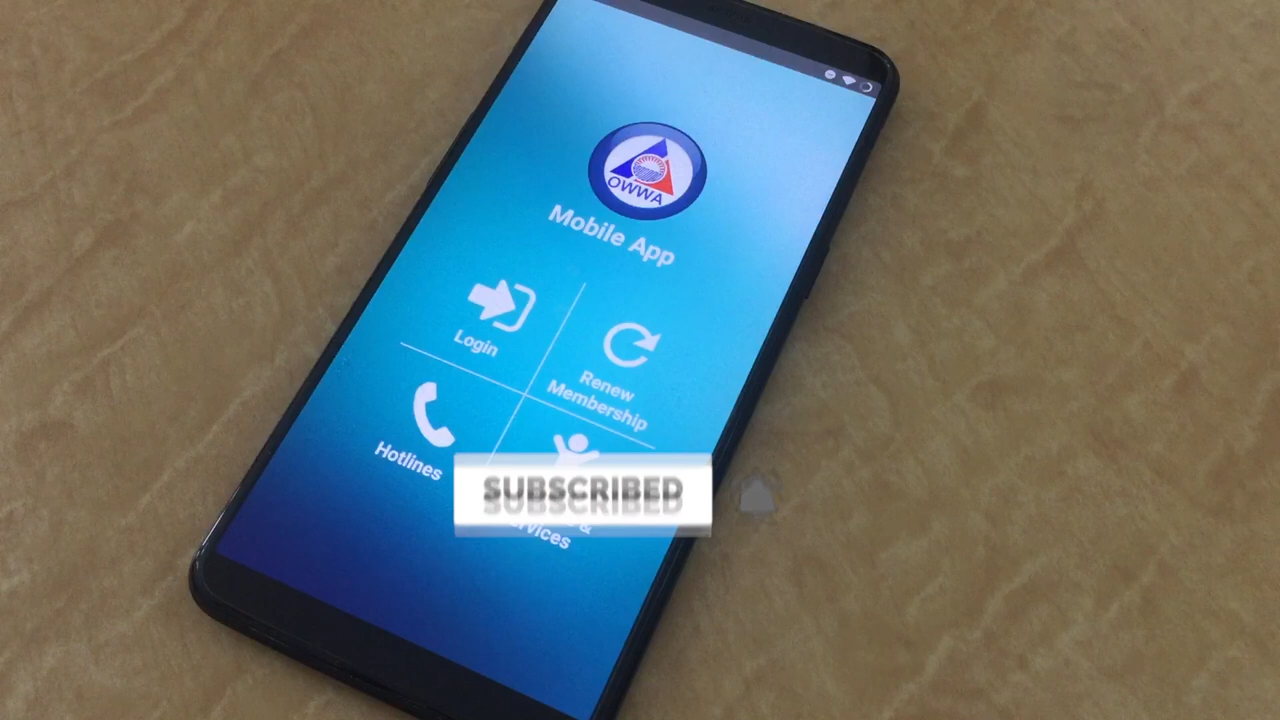 OWWA
Mobile App
Login
Renew
Membership
Hotlines
SUBSCRIBED
&